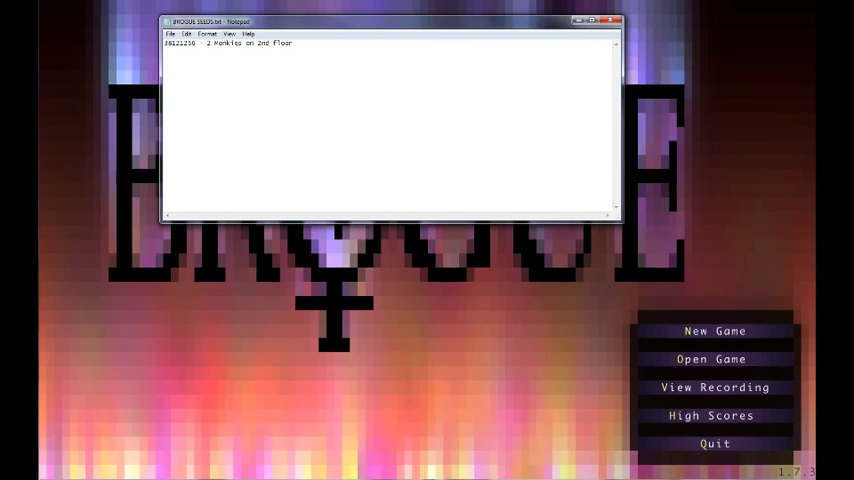 BROGUE SEEDS.txt - Notepad
File Edit Format View Help
- 2 Monkies on 2nd floor
BROGUE
New Game
Open Game
View Recording
High Scores
Quit
1.7.3